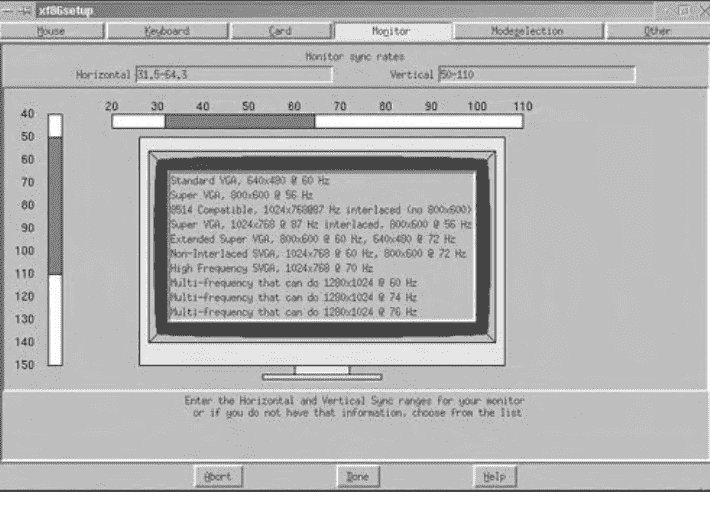 xf86setup
Mouse Keyboard Card Monitor Modeselection Other
Monitor sync rates
Horizontal 31.5-64.3 Vertical 50-110
20 30 40 50 60 70 80 90 100 110
40
50
60
70
80
90
100
110
120
130
140
150
Standard VGA, 640x480 @ 60 Hz
Super VGA, 800x600 @ 56 Hz
8514 Compatible, 1024x768@87 Hz interlaced (no 800x600)
Super VGA, 1024x768 @ 87 Hz interlaced, 800x600 @ 56 Hz
Extended Super VGA, 800x600 @ 60 Hz, 640x480 @ 72 Hz
Non-Interlaced SVGA, 1024x768 @ 60 Hz, 800x600 @ 72 Hz
High Frequency SVGA, 1024x768 @ 70 Hz
Multi-frequency that can do 1280x1024 @ 60 Hz
Multi-frequency that can do 1280x1024 @ 74 Hz
Multi-frequency that can do 1280x1024 @ 76 Hz
Enter the Horizontal and Vertical Sync ranges for your monitor
or if you do not have that information, choose from the list
Abort Done Help